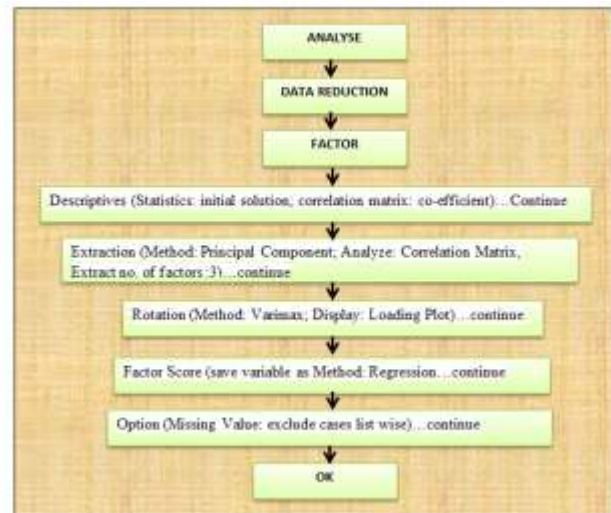 ANALYSE
DATA REDUCTION
FACTOR
Descriptives (Statistics: initial solution, correlation matrix: co-efficient)…Continue
Extraction (Method: Principal Component; Analyze: Correlation Matrix,
Extract no. of factors :3)…continue
Rotation (Method: Varimax; Display: Loading Plot)…continue
Factor Score (save variable as Method: Regression…continue
Option (Missing Value: exclude cases list wise)…continue
OK